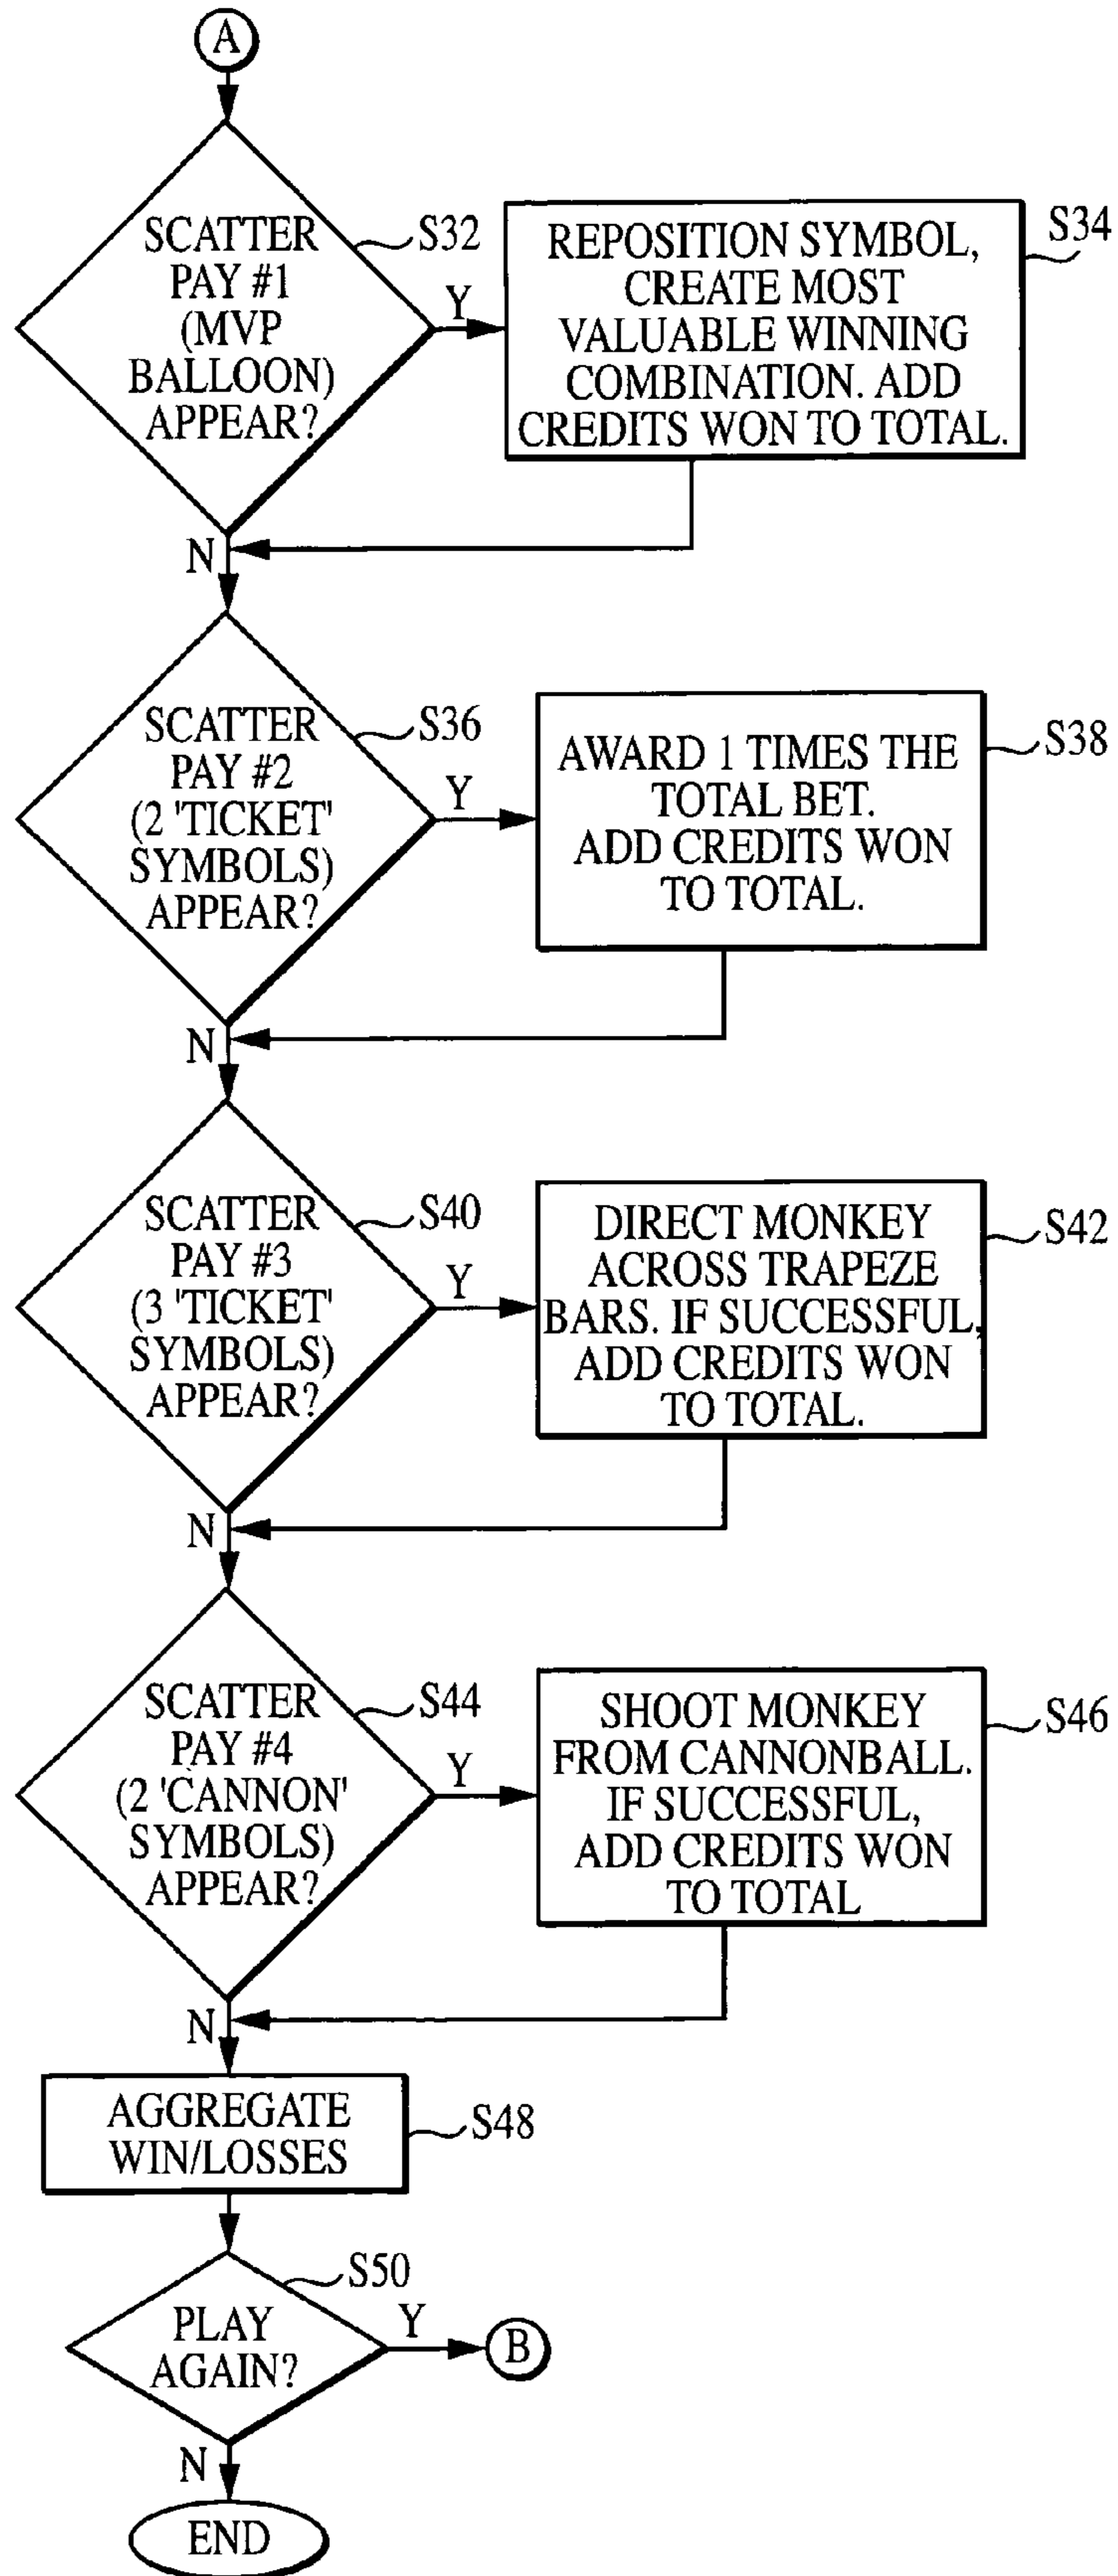 A
SCATTER
PAY #1
(MVP
BALLOON)
APPEAR?
S32
Y
REPOSITION SYMBOL,
CREATE MOST
VALUABLE WINNING
COMBINATION. ADD
CREDITS WON TO TOTAL.
S34
N
SCATTER
PAY #2
(2 'TICKET'
SYMBOLS)
APPEAR?
S36
Y
AWARD 1 TIMES THE
TOTAL BET.
ADD CREDITS WON
TO TOTAL.
S38
N
SCATTER
PAY #3
(3 'TICKET'
SYMBOLS)
APPEAR?
S40
Y
DIRECT MONKEY
ACROSS TRAPEZE
BARS. IF SUCCESSFUL,
ADD CREDITS WON
TO TOTAL.
S42
N
SCATTER
PAY #4
(2 'CANNON'
SYMBOLS)
APPEAR?
S44
Y
SHOOT MONKEY
FROM CANNONBALL.
IF SUCCESSFUL,
ADD CREDITS WON
TO TOTAL
S46
N
AGGREGATE
WIN/LOSSES
S48
PLAY
AGAIN?
S50
Y
B
N
END